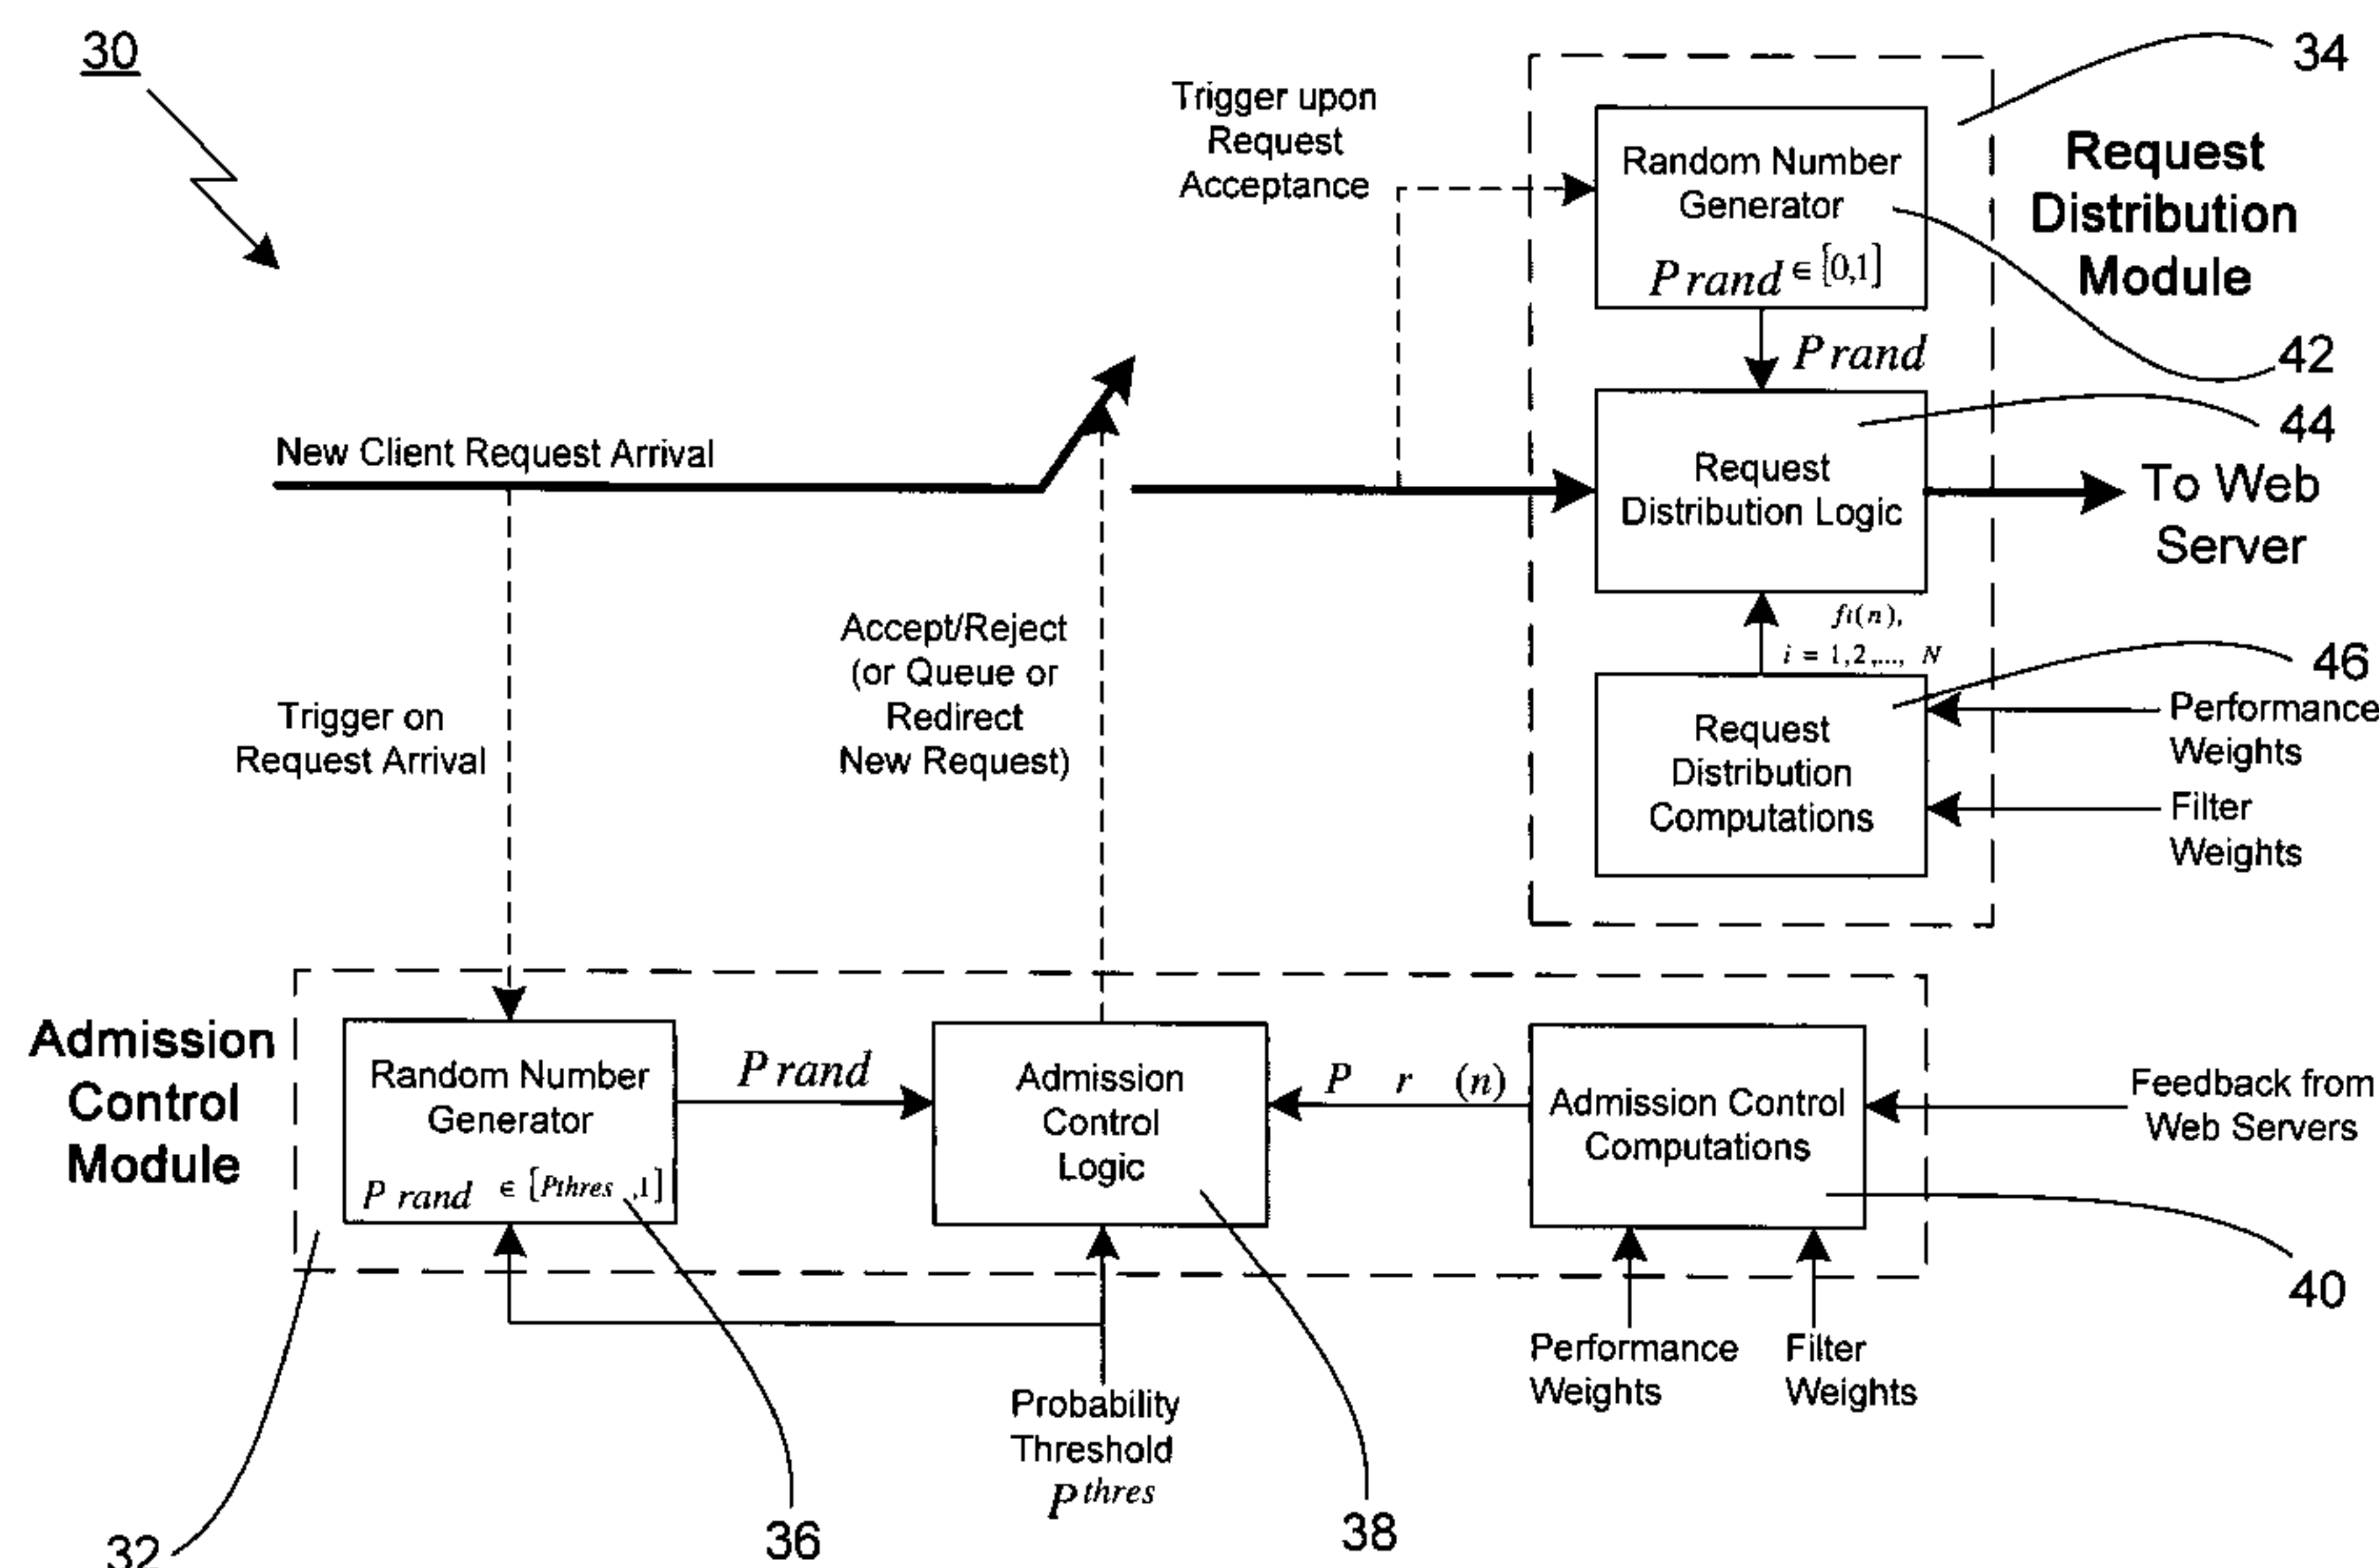 30
34
Trigger upon
Request
Acceptance
Random Number
Generator
P rand ∈ [0,1]
Request
Distribution
Module
P rand
42
44
New Client Request Arrival
Request
Distribution Logic
To Web
Server
fi(n),
i = 1,2,..., N
46
Accept/Reject
(or Queue or
Redirect
New Request)
Trigger on
Request Arrival
Request
Distribution
Computations
Performance
Weights
Filter
Weights
Admission
Control
Module
Random Number
Generator
P rand ∈ [Pthres ,1]
P rand
Admission
Control
Logic
P r (n)
Admission Control
Computations
Feedback from
Web Servers
40
Performance
Weights
Filter
Weights
Probability
Threshold
P thres
32
36
38